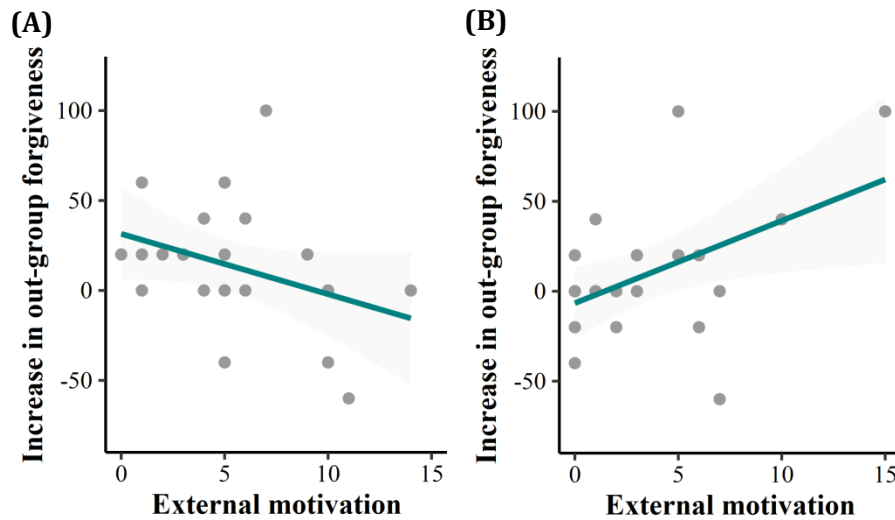 (A)
Increase in out-group forgiveness
100
50
0
-50
0 5 10 15
External motivation
(B)
Increase in out-group forgiveness
100
50
0
-50
0 5 10 15
External motivation